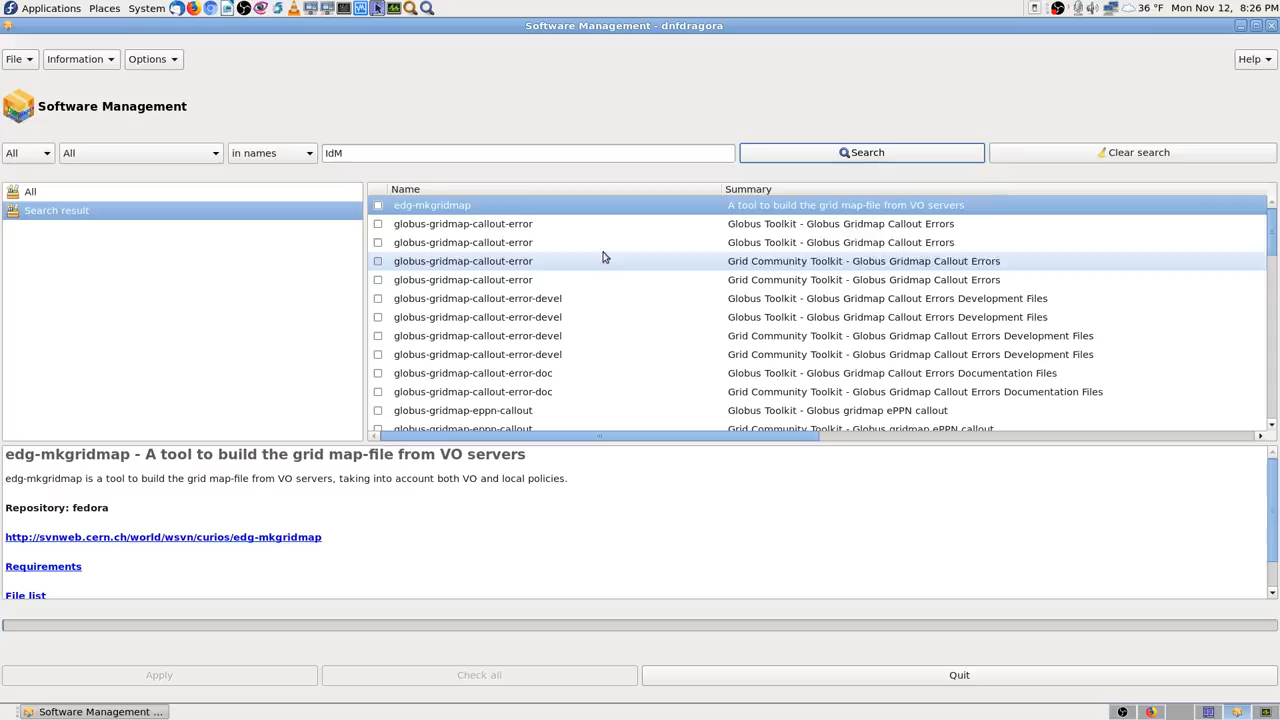 Applications Places System 36 °F Mon Nov 12, 8:26 PM
Software Management - dnfdragora
File Information Options Help
Software Management
All All in names IdM Search Clear search
All
Search result
Name Summary
edg-mkgridmap A tool to build the grid map-file from VO servers
globus-gridmap-callout-error Globus Toolkit - Globus Gridmap Callout Errors
globus-gridmap-callout-error Globus Toolkit - Globus Gridmap Callout Errors
globus-gridmap-callout-error Grid Community Toolkit - Globus Gridmap Callout Errors
globus-gridmap-callout-error Grid Community Toolkit - Globus Gridmap Callout Errors
globus-gridmap-callout-error-devel Globus Toolkit - Globus Gridmap Callout Errors Development Files
globus-gridmap-callout-error-devel Globus Toolkit - Globus Gridmap Callout Errors Development Files
globus-gridmap-callout-error-devel Grid Community Toolkit - Globus Gridmap Callout Errors Development Files
globus-gridmap-callout-error-devel Grid Community Toolkit - Globus Gridmap Callout Errors Development Files
globus-gridmap-callout-error-doc Globus Toolkit - Globus Gridmap Callout Errors Documentation Files
globus-gridmap-callout-error-doc Grid Community Toolkit - Globus Gridmap Callout Errors Documentation Files
globus-gridmap-eppn-callout Globus Toolkit - Globus gridmap ePPN callout
globus-gridmap-eppn-callout Grid Community Toolkit - Globus gridmap ePPN callout
edg-mkgridmap - A tool to build the grid map-file from VO servers
edg-mkgridmap is a tool to build the grid map-file from VO servers, taking into account both VO and local policies.
Repository: fedora
http://svnweb.cern.ch/world/wsvn/curios/edg-mkgridmap
Requirements
File list
Apply Check all Quit
Software Management ...